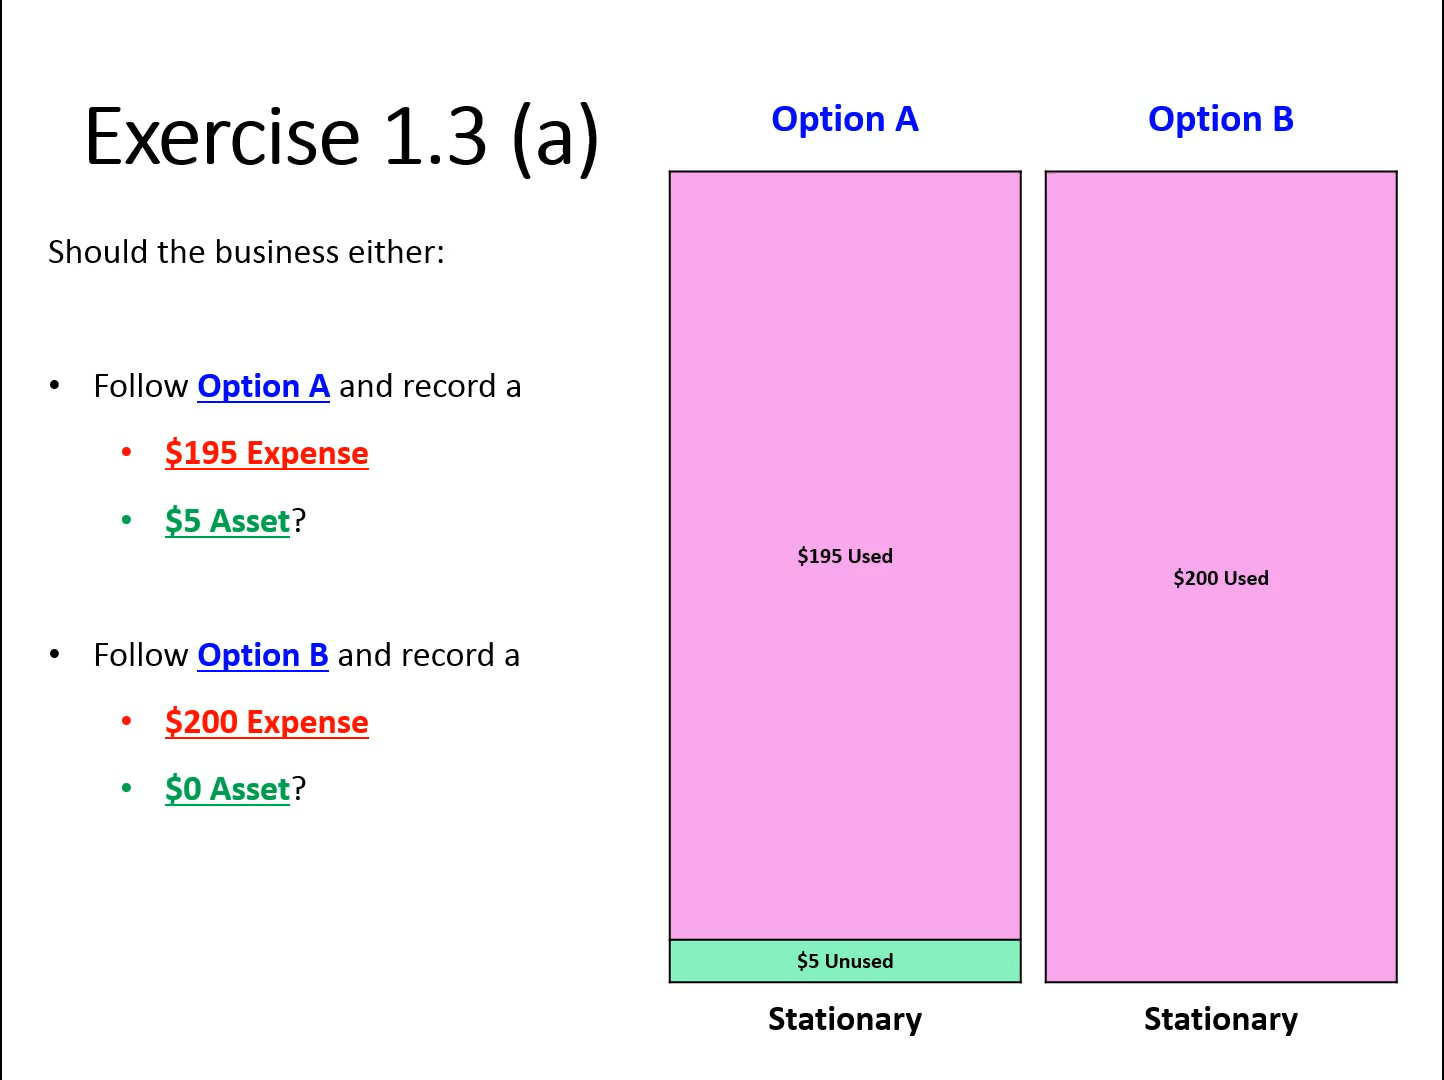 Exercise 1.3 (a)
Should the business either:
• Follow Option A and record a
• $195 Expense
• $5 Asset?
• Follow Option B and record a
• $200 Expense
• $0 Asset?
Option A
$195 Used
$5 Unused
Stationary
Option B
$200 Used
Stationary